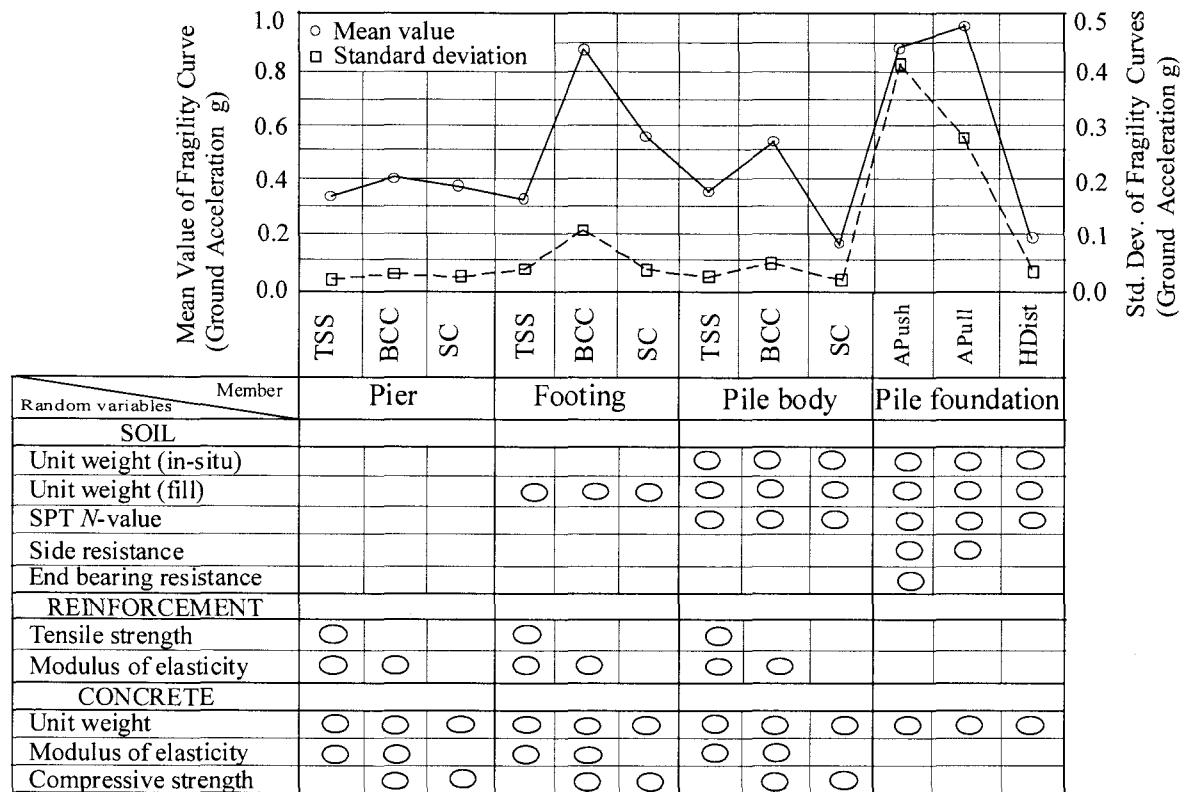 Mean Value of Fragility Curve
(Ground Acceleration g)
1.0
0.8
0.6
0.4
0.2
0.0
Mean value
Standard deviation
0.5
0.4
0.3
0.2
0.1
0.0
Std. Dev. of Fragility Curves
(Ground Acceleration g)
TSS BCC SC TSS BCC SC TSS BCC SC APush APull HDist
Member
Random variables
Pier Footing Pile body Pile foundation
SOIL
Unit weight (in-situ)
Unit weight (fill)
SPT N-value
Side resistance
End bearing resistance
REINFORCEMENT
Tensile strength
Modulus of elasticity
CONCRETE
Unit weight
Modulus of elasticity
Compressive strength